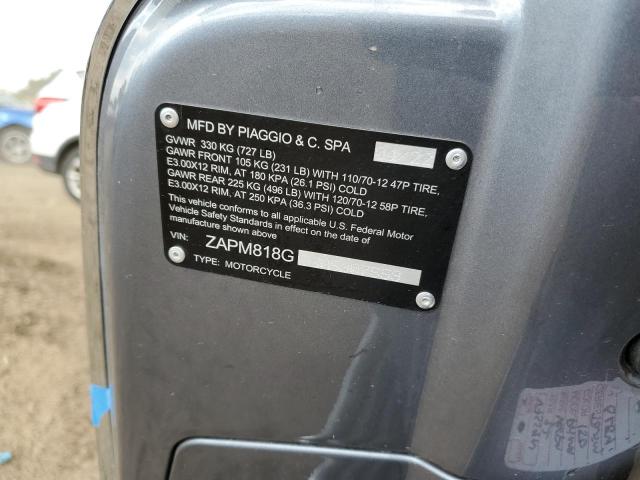 MFD BY PIAGGIO & C. SPA
GVWR 330 KG (727 LB)
GAWR FRONT 105 KG (231 LB) WITH 110/70-12 47P TIRE,
E3.00X12 RIM, AT 180 KPA (26.1 PSI) COLD
GAWR REAR 225 KG (496 LB) WITH 120/70-12 58P TIRE,
E3.00X12 RIM, AT 250 KPA (36.3 PSI) COLD
This vehicle conforms to all applicable U.S. Federal Motor
Vehicle Safety Standards in effect on the date of
manufacture shown above
VIN: ZAPM818G
TYPE: MOTORCYCLE